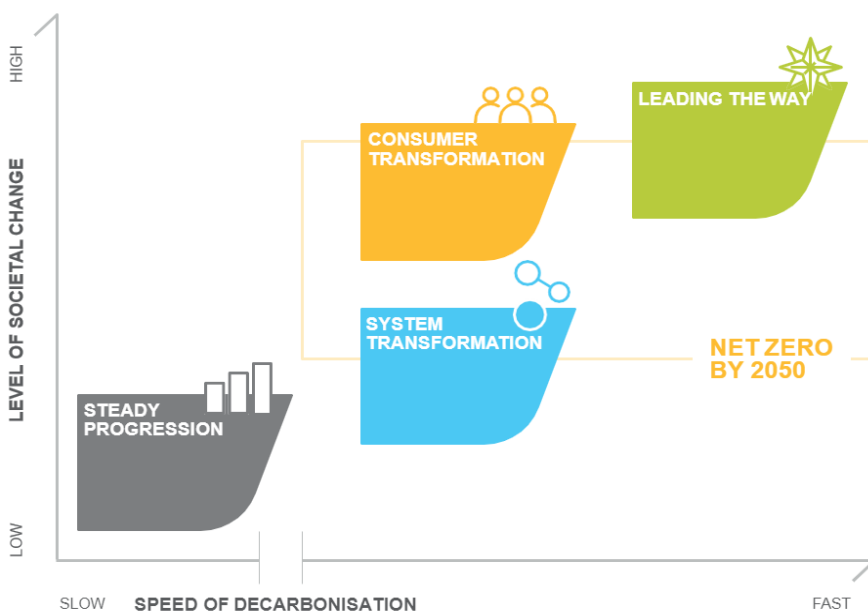 HIGH
LEVEL OF SOCIETAL CHANGE
LOW
LEADING THE WAY
CONSUMER
TRANSFORMATION
SYSTEM
TRANSFORMATION
NET ZERO
BY 2050
STEADY
PROGRESSION
SLOW
SPEED OF DECARBONISATION
FAST